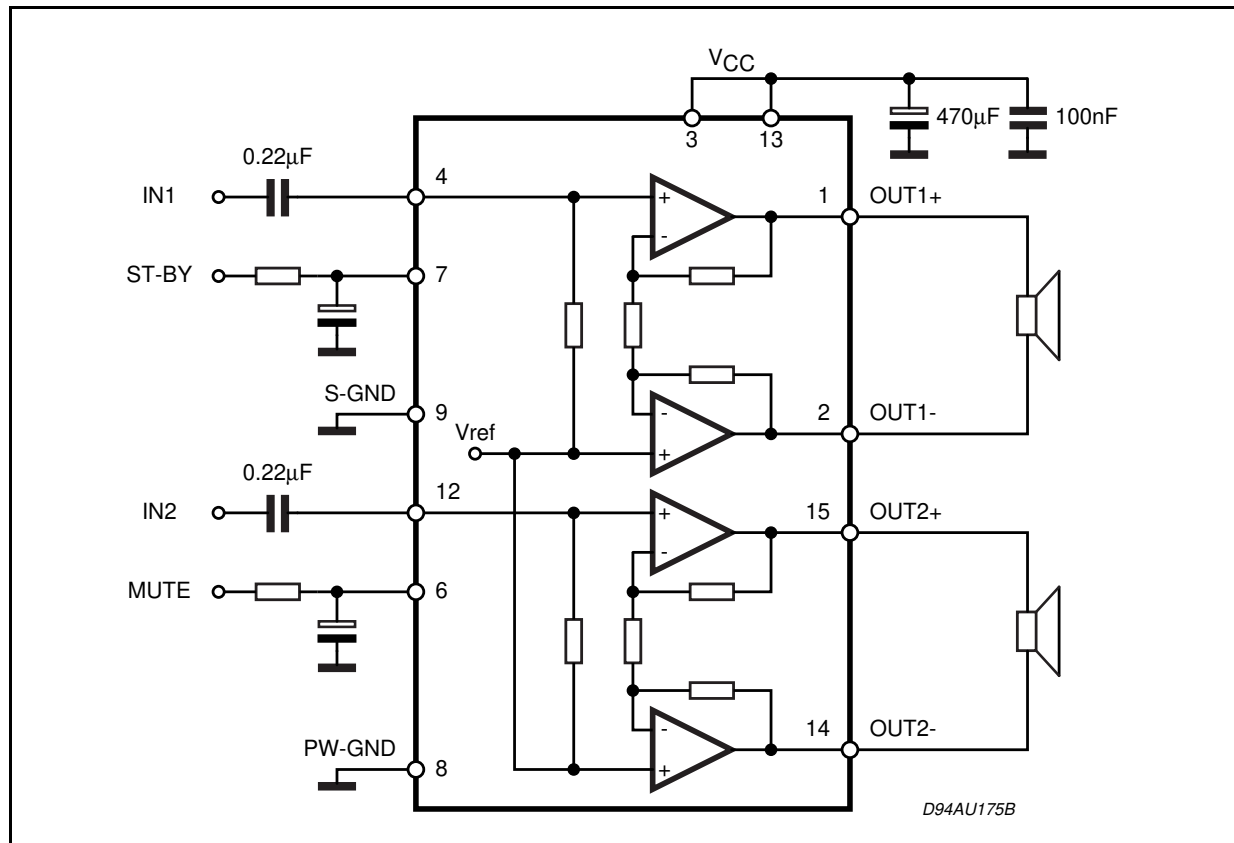 VCC
470μF
100nF
3
13
0.22μF
IN1
4
+
-
1
OUT1+
ST-BY
7
S-GND
9
-
+
2
OUT1-
Vref
0.22μF
IN2
12
+
-
15
OUT2+
MUTE
6
PW-GND
8
-
+
14
OUT2-
D94AU175B